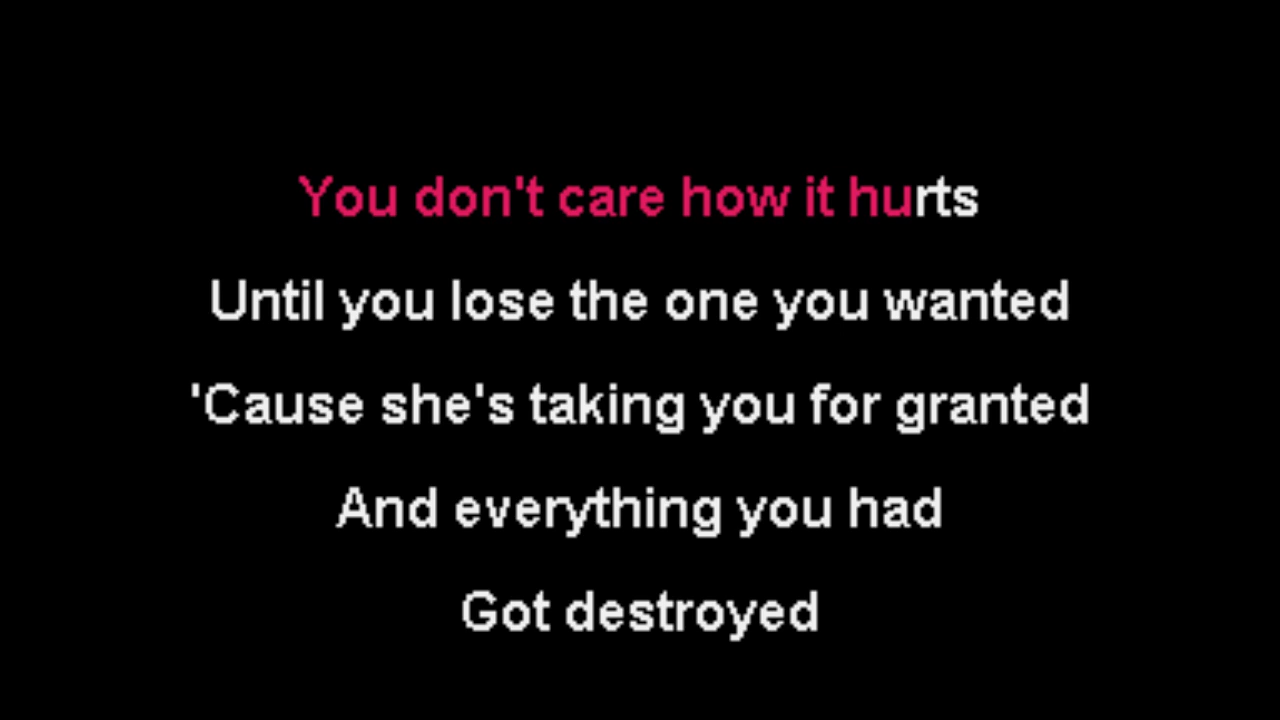 You don't care how it hurts
Until you lose the one you wanted
'Cause she's taking you for granted
And everything you had
Got destroyed